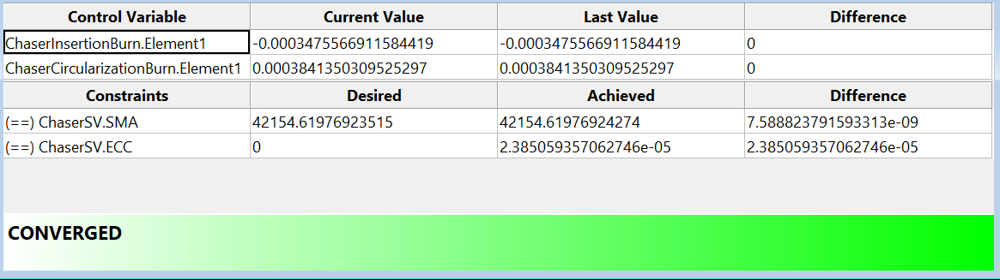 Control Variable Current Value Last Value Difference
ChaserInsertionBurn.Element1 -0.0003475566911584419 -0.0003475566911584419 0
ChaserCircularizationBurn.Element1 0.0003841350309525297 0.0003841350309525297 0
Constraints Desired Achieved Difference
(==) ChaserSV.SMA 42154.61976923515 42154.61976924274 7.588823791593313e-09
(==) ChaserSV.ECC 0 2.385059357062746e-05 2.385059357062746e-05
CONVERGED